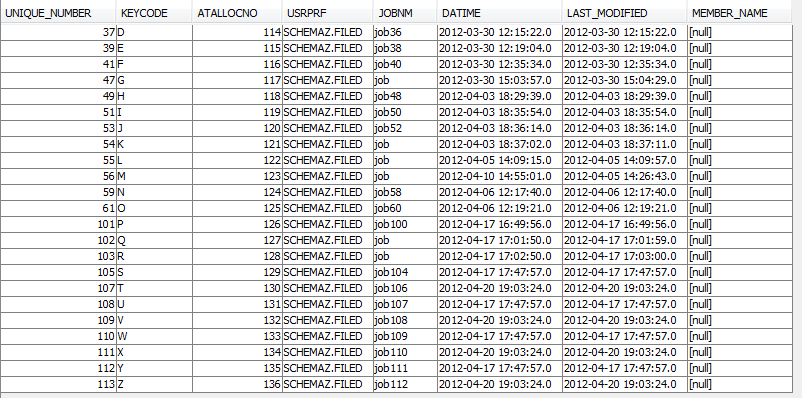 UNIQUE_NUMBER KEYCODE ATALLOCNO USRPRF JOBNM DATIME LAST_MODIFIED MEMBER_NAME
37 D 114 SCHEMAZ.FILED job36 2012-03-30 12:15:22.0 2012-03-30 12:15:22.0 [null]
39 E 115 SCHEMAZ.FILED job38 2012-03-30 12:19:04.0 2012-03-30 12:19:04.0 [null]
41 F 116 SCHEMAZ.FILED job40 2012-03-30 12:35:34.0 2012-03-30 12:35:34.0 [null]
47 G 117 SCHEMAZ.FILED job 2012-03-30 15:03:57.0 2012-03-30 15:04:29.0 [null]
49 H 118 SCHEMAZ.FILED job48 2012-04-03 18:29:39.0 2012-04-03 18:29:39.0 [null]
51 I 119 SCHEMAZ.FILED job50 2012-04-03 18:35:54.0 2012-04-03 18:35:54.0 [null]
53 J 120 SCHEMAZ.FILED job52 2012-04-03 18:36:14.0 2012-04-03 18:36:14.0 [null]
54 K 121 SCHEMAZ.FILED job 2012-04-03 18:37:02.0 2012-04-03 18:37:11.0 [null]
55 L 122 SCHEMAZ.FILED job 2012-04-05 14:09:15.0 2012-04-05 14:09:57.0 [null]
56 M 123 SCHEMAZ.FILED job 2012-04-10 14:55:01.0 2012-04-05 14:26:43.0 [null]
59 N 124 SCHEMAZ.FILED job58 2012-04-06 12:17:40.0 2012-04-06 12:17:40.0 [null]
61 O 125 SCHEMAZ.FILED job60 2012-04-06 12:19:21.0 2012-04-06 12:19:21.0 [null]
101 P 126 SCHEMAZ.FILED job100 2012-04-17 16:49:56.0 2012-04-17 16:49:56.0 [null]
102 Q 127 SCHEMAZ.FILED job 2012-04-17 17:01:50.0 2012-04-17 17:01:59.0 [null]
103 R 128 SCHEMAZ.FILED job 2012-04-17 17:02:50.0 2012-04-17 17:03:00.0 [null]
105 S 129 SCHEMAZ.FILED job104 2012-04-17 17:47:57.0 2012-04-17 17:47:57.0 [null]
107 T 130 SCHEMAZ.FILED job106 2012-04-20 19:03:24.0 2012-04-20 19:03:24.0 [null]
108 U 131 SCHEMAZ.FILED job107 2012-04-17 17:47:57.0 2012-04-17 17:47:57.0 [null]
109 V 132 SCHEMAZ.FILED job108 2012-04-20 19:03:24.0 2012-04-20 19:03:24.0 [null]
110 W 133 SCHEMAZ.FILED job109 2012-04-17 17:47:57.0 2012-04-17 17:47:57.0 [null]
111 X 134 SCHEMAZ.FILED job110 2012-04-20 19:03:24.0 2012-04-20 19:03:24.0 [null]
112 Y 135 SCHEMAZ.FILED job111 2012-04-17 17:47:57.0 2012-04-17 17:47:57.0 [null]
113 Z 136 SCHEMAZ.FILED job112 2012-04-20 19:03:24.0 2012-04-20 19:03:24.0 [null]